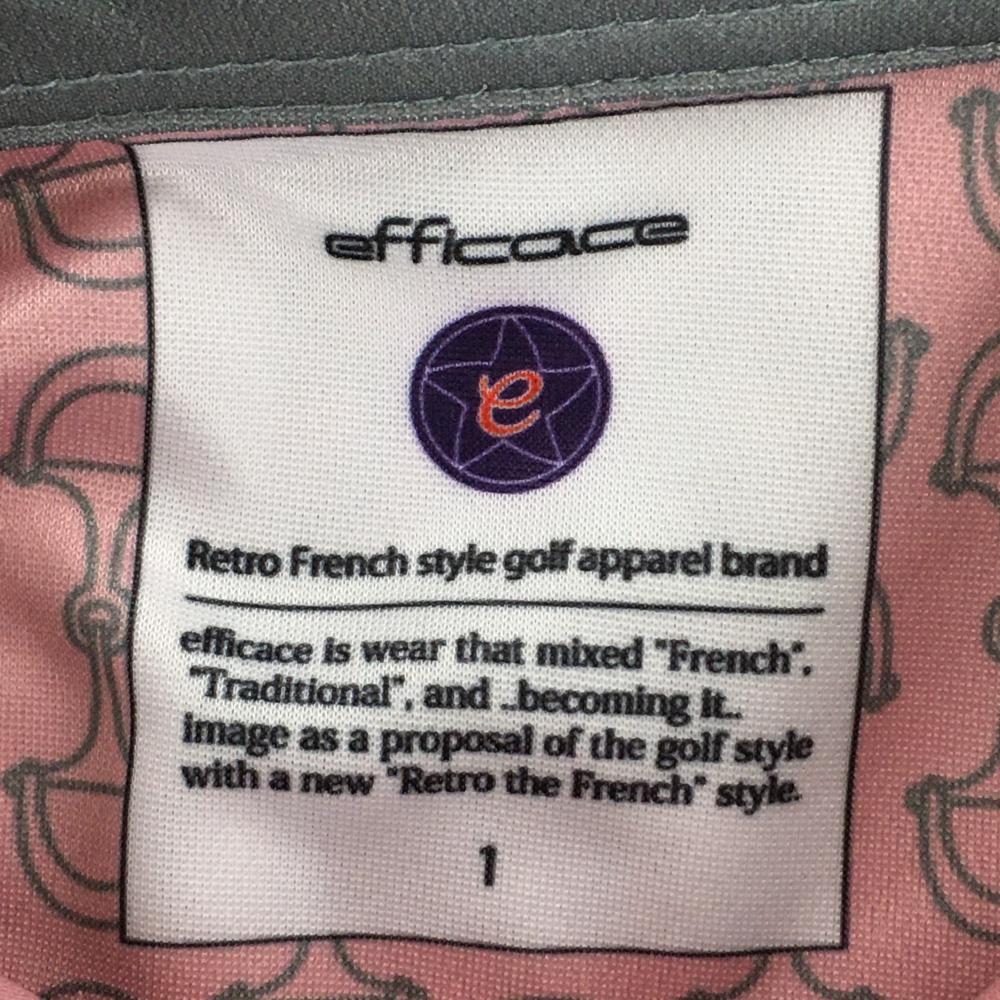 efficace
e
Retro French style golf apparel brand
efficace is wear that mixed "French",
"Traditional", and ..becoming it..
image as a proposal of the golf style
with a new "Retro the French" style.
1